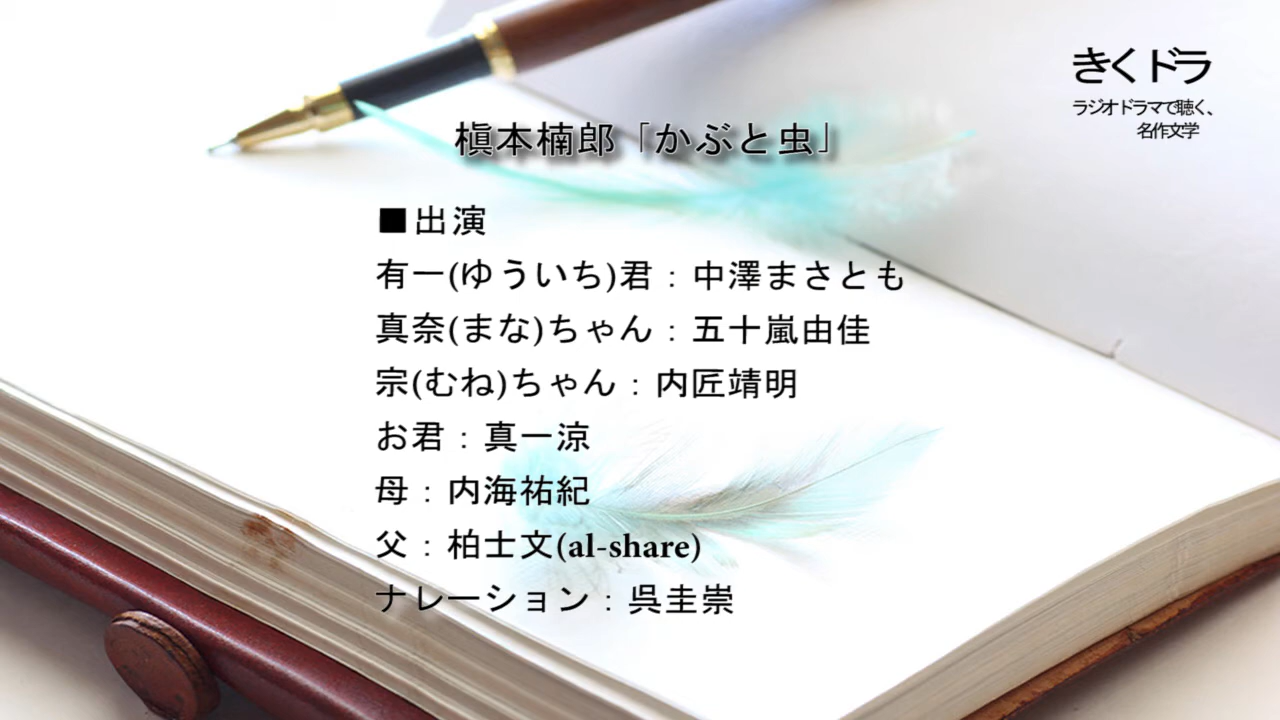 きくドラ
ラジオドラマで聴く、
名作文学
槇本楠郎「かぶと虫」
■出演
有一(ゆういち)君：中澤まさとも
真奈(まな)ちゃん：五十嵐由佳
宗(むね)ちゃん：内匠靖明
お君：真一涼
母：内海祐紀
父：柏士文(al-share)
ナレーション：呉圭崇